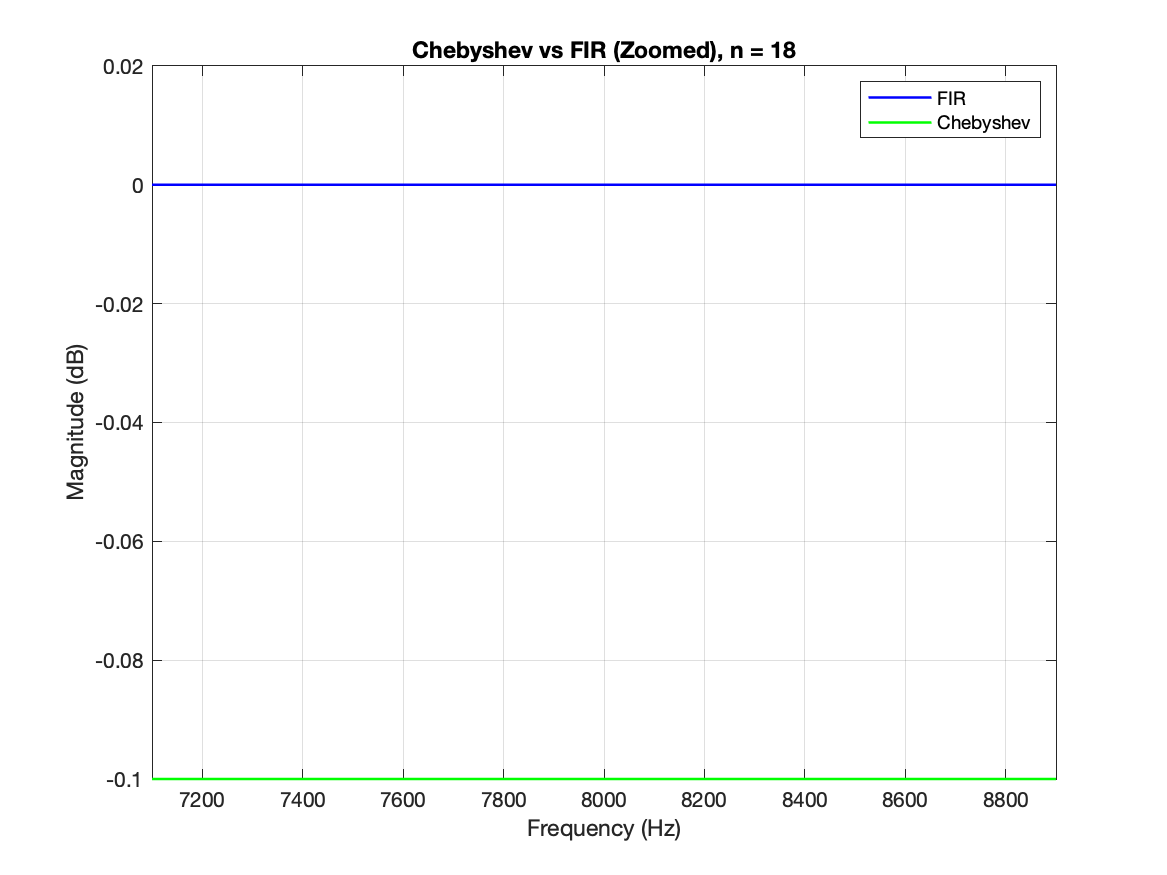 Chebyshev vs FIR (Zoomed), n = 18
0.02
FIR
Chebyshev
0
-0.02
-0.04
-0.06
-0.08
-0.1
Magnitude (dB)
7200 7400 7600 7800 8000 8200 8400 8600 8800
Frequency (Hz)